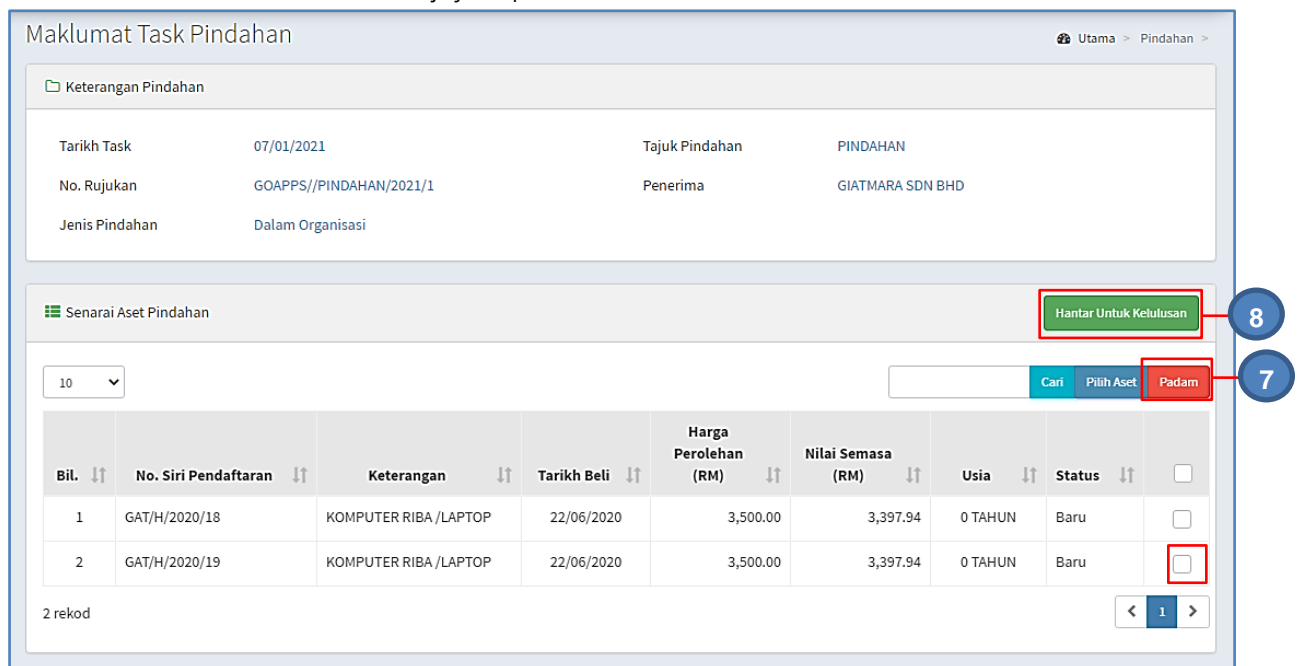 Maklumat Task Pindahan
Utama > Pindahan >
Keterangan Pindahan
Tarikh Task 07/01/2021 Tajuk Pindahan PINDAHAN
No. Rujukan GOAPPS//PINDAHAN/2021/1 Penerima GIATMARA SDN BHD
Jenis Pindahan Dalam Organisasi
Senarai Aset Pindahan Hantar Untuk Kelulusan 8
10 Cari Pilih Aset Padam 7
Bil. No. Siri Pendaftaran Keterangan Tarikh Beli Harga Perolehan (RM) Nilai Semasa (RM) Usia Status
1 GAT/H/2020/18 KOMPUTER RIBA /LAPTOP 22/06/2020 3,500.00 3,397.94 0 TAHUN Baru
2 GAT/H/2020/19 KOMPUTER RIBA /LAPTOP 22/06/2020 3,500.00 3,397.94 0 TAHUN Baru
2 rekod < 1 >